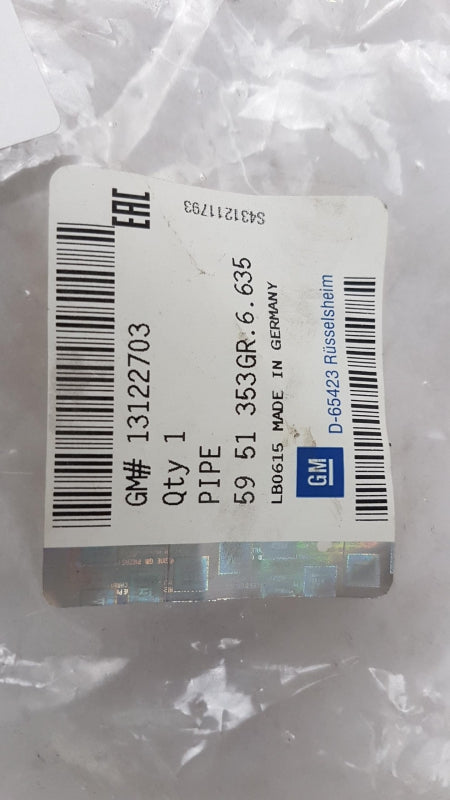 EAC
S431211793
GM# 13122703
Qty 1
PIPE
59 51 353GR.6.635
LB0615 MADE IN GERMANY
GM
D-65423 Rüsselsheim